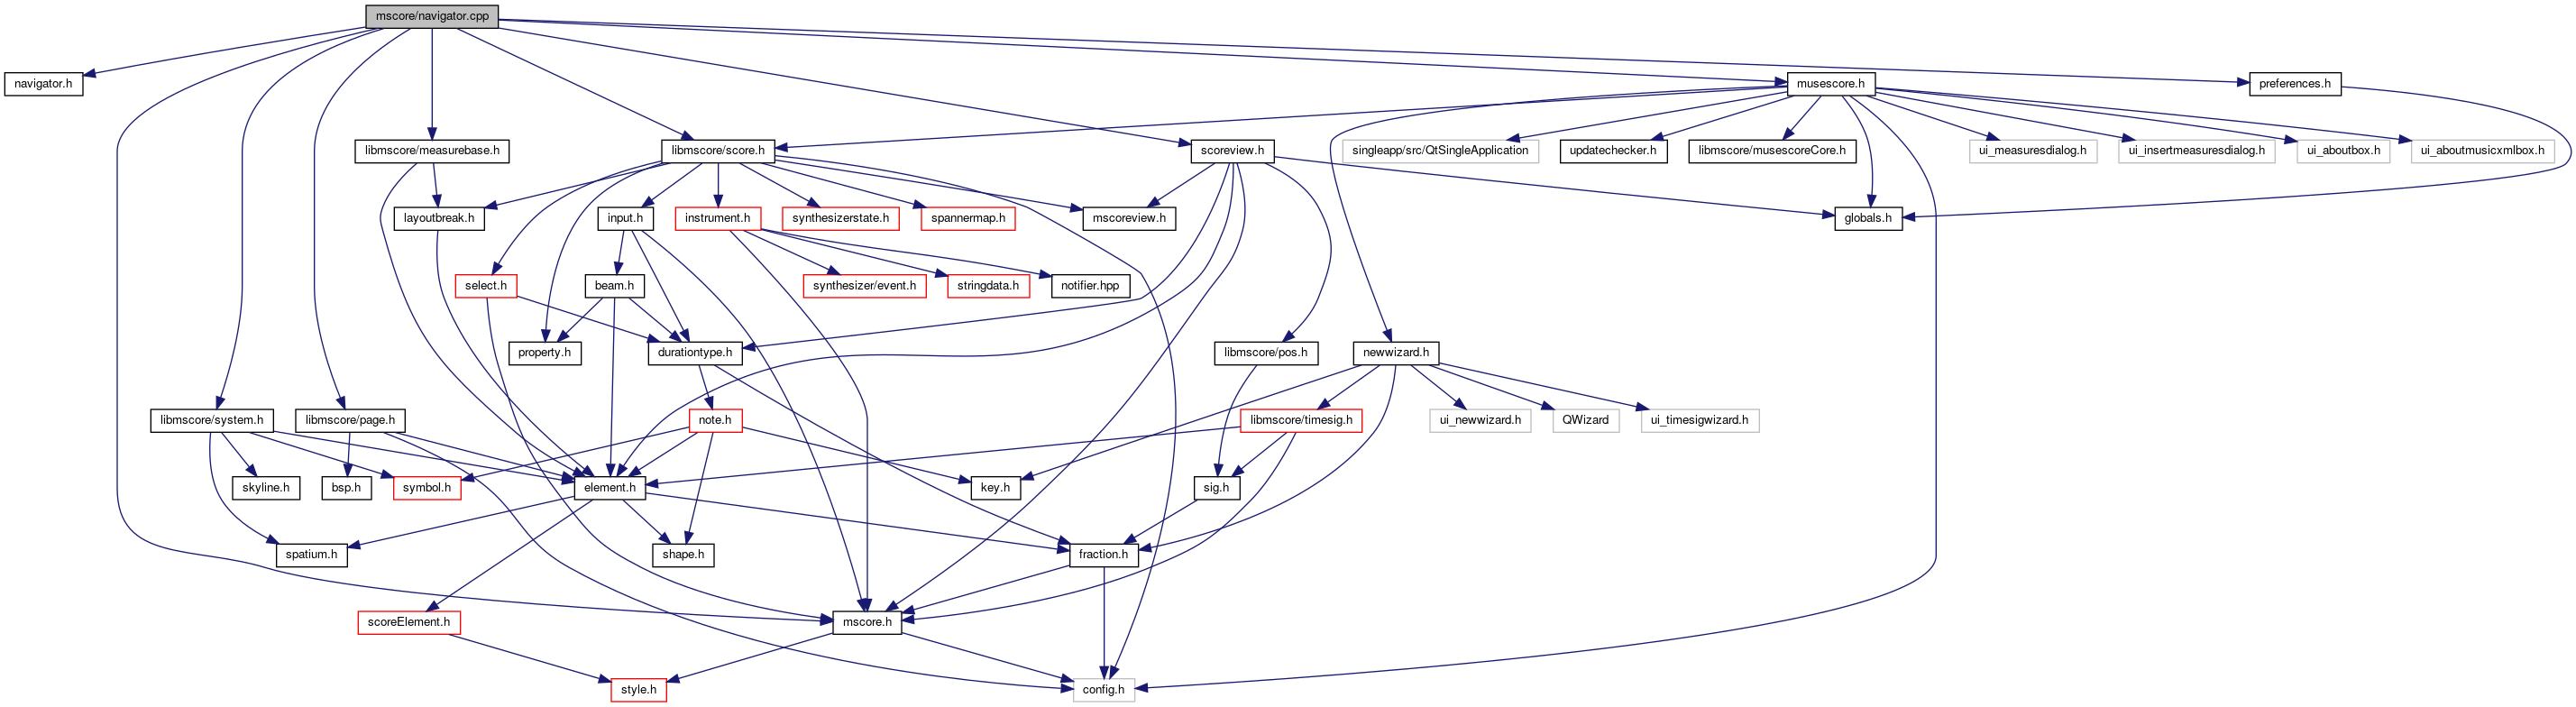 mscore/navigator.cpp
navigator.h
musescore.h
preferences.h
libmscore/measurebase.h
libmscore/score.h
scoreview.h
singleapp/src/QtSingleApplication
updatechecker.h
libmscore/musescoreCore.h
ui_measuresdialog.h
ui_insertmeasuresdialog.h
ui_aboutbox.h
ui_aboutmusicxmlbox.h
layoutbreak.h
input.h
instrument.h
synthesizerstate.h
spannermap.h
mscoreview.h
globals.h
select.h
beam.h
synthesizer/event.h
stringdata.h
notifier.hpp
property.h
durationtype.h
libmscore/pos.h
newwizard.h
libmscore/system.h
libmscore/page.h
note.h
libmscore/timesig.h
ui_newwizard.h
QWizard
ui_timesigwizard.h
skyline.h
bsp.h
symbol.h
element.h
key.h
sig.h
spatium.h
shape.h
fraction.h
scoreElement.h
mscore.h
style.h
config.h